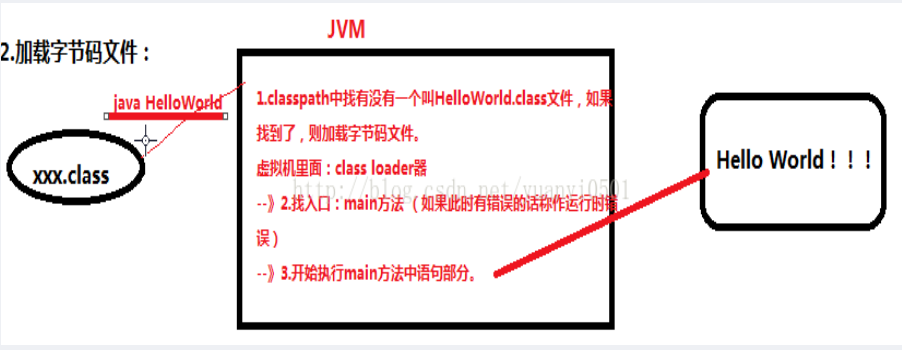 JVM
2.加载字节码文件：
java HelloWorld
xxx.class
1.classpath中找有没有一个叫HelloWorld.class文件，如果
找到了，则加载字节码文件。
虚拟机里面：class loader器
http://blog.csdn.net/yuanyi0501
--》2.找入口：main方法（如果此时有错误的话称作运行时错
误）
--》3.开始执行main方法中语句部分。
Hello World！！！